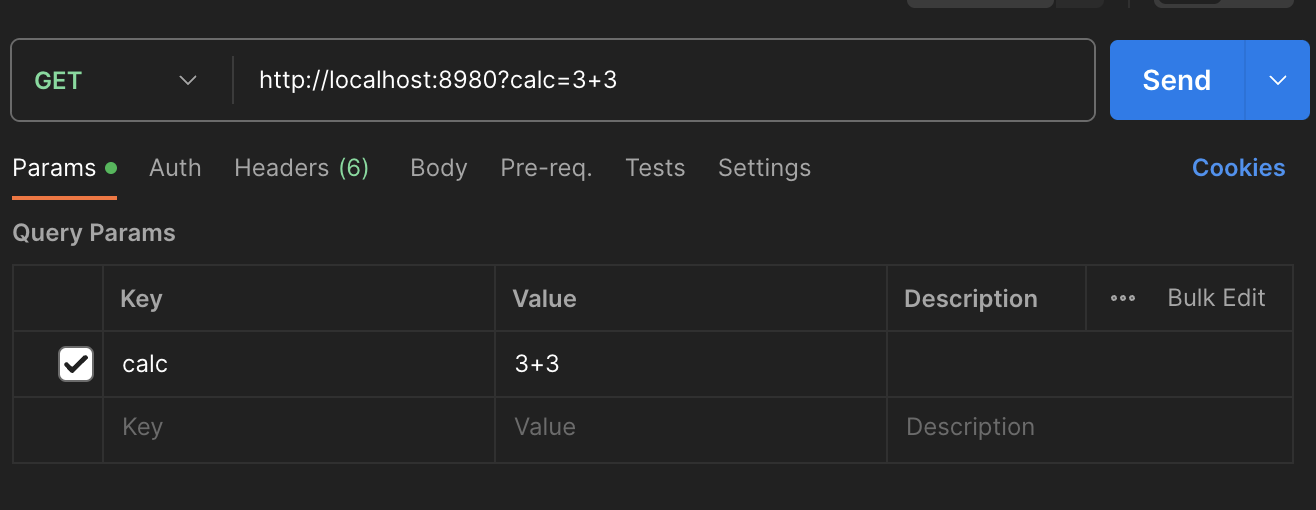 GET http://localhost:8980?calc=3+3 Send
Params Auth Headers (6) Body Pre-req. Tests Settings Cookies
Query Params
Key Value Description Bulk Edit
calc 3+3
Key Value Description